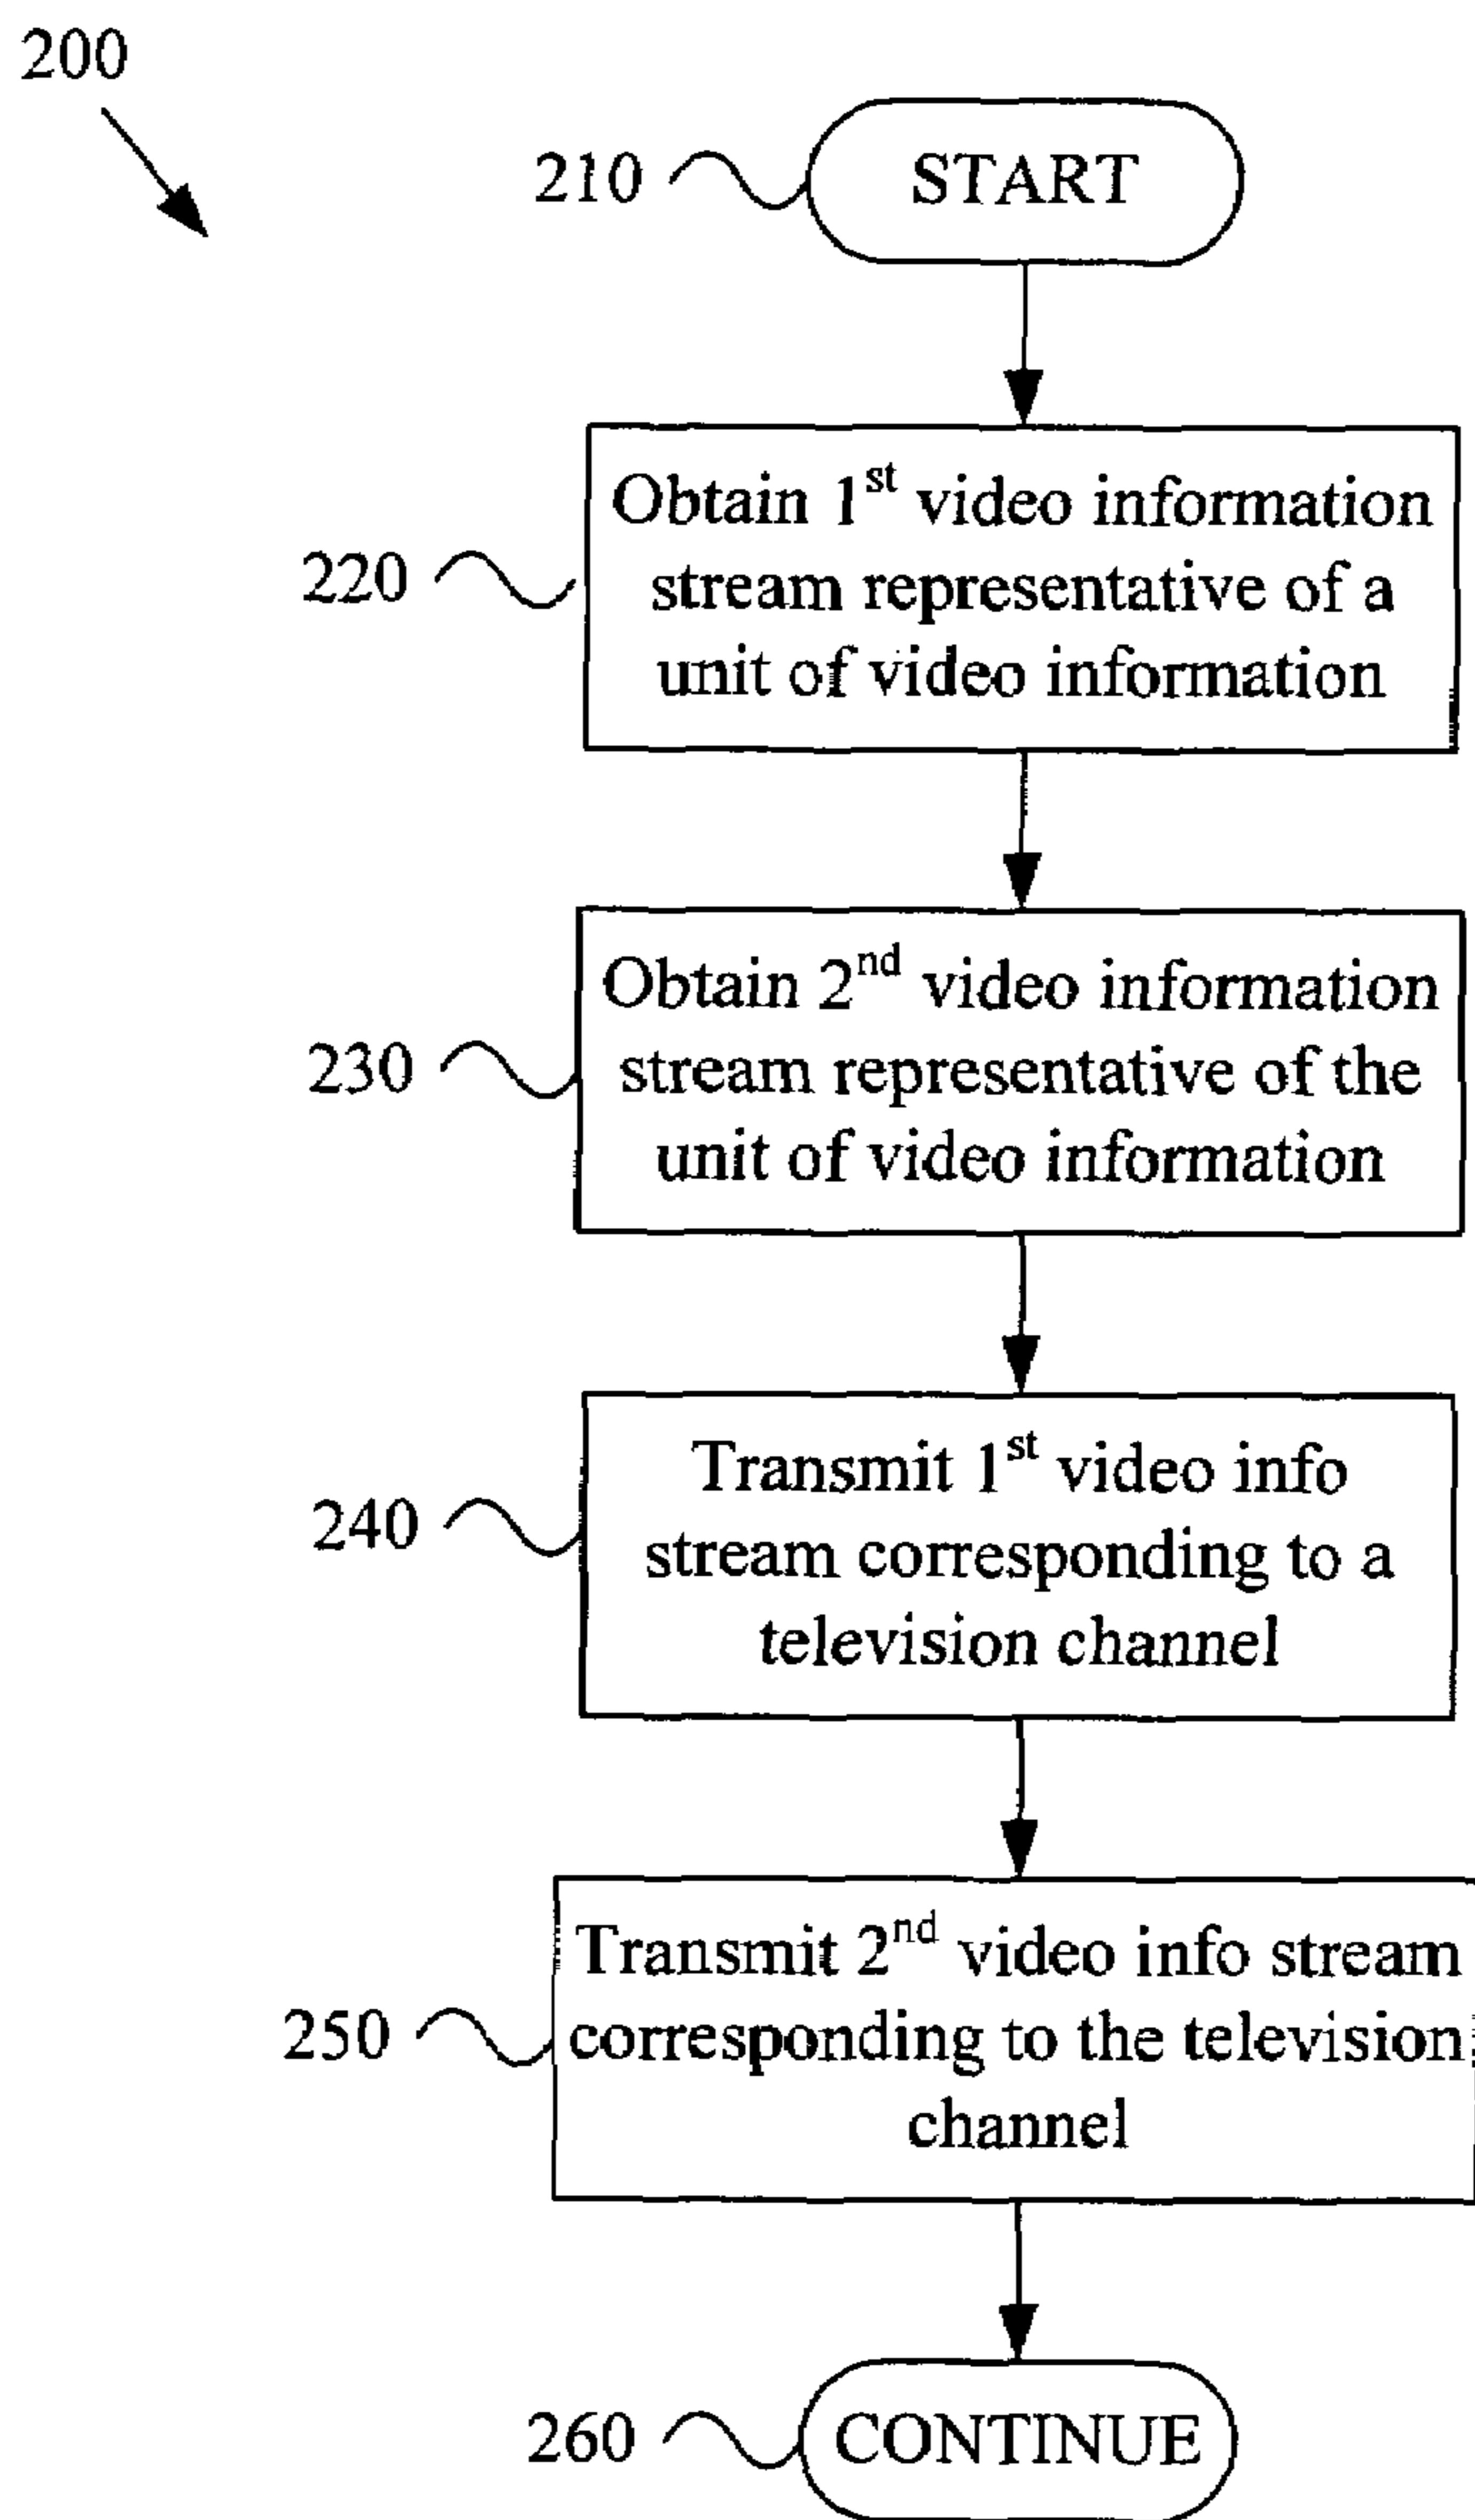 200
210 START
220
Obtain 1st video information
stream representative of a
unit of video information
230
Obtain 2nd video information
stream representative of the
unit of video information
240
Transmit 1st video info
stream corresponding to a
television channel
250
Transmit 2nd video info stream
corresponding to the television
channel
260 CONTINUE